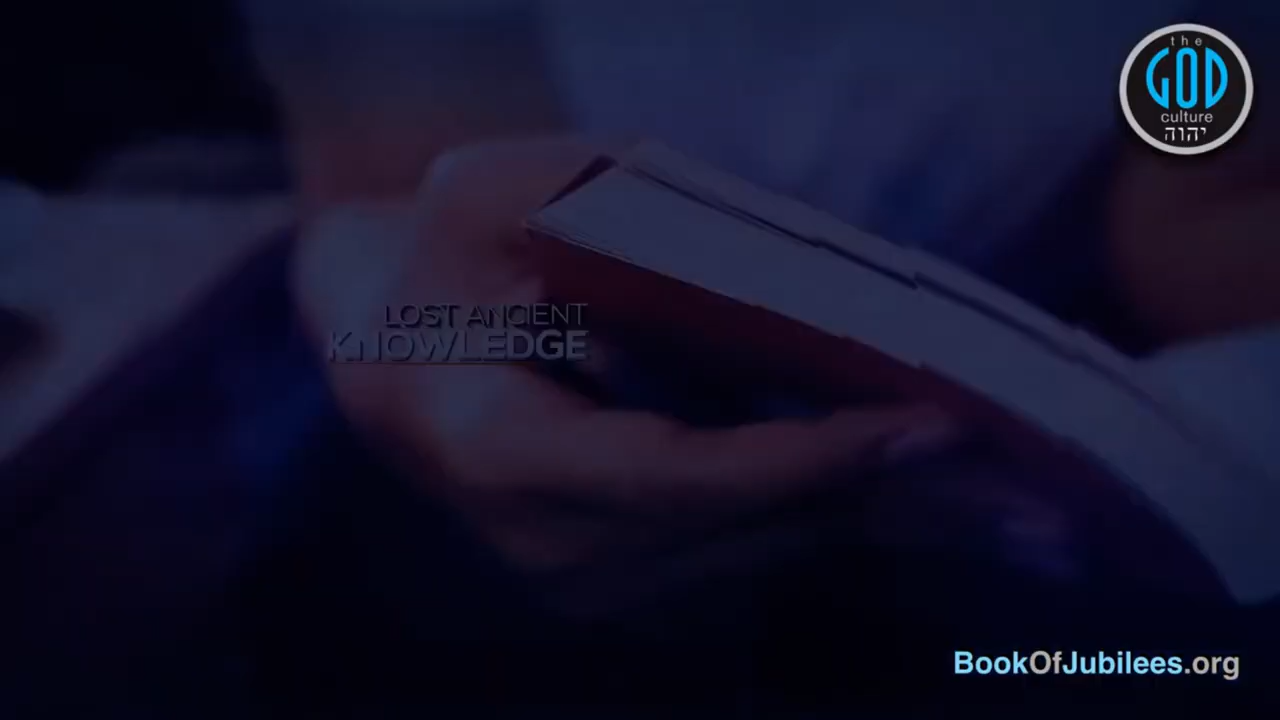 the
GOD
culture
יהוה
LOST ANCIENT
KNOWLEDGE
BookOfJubilees.org